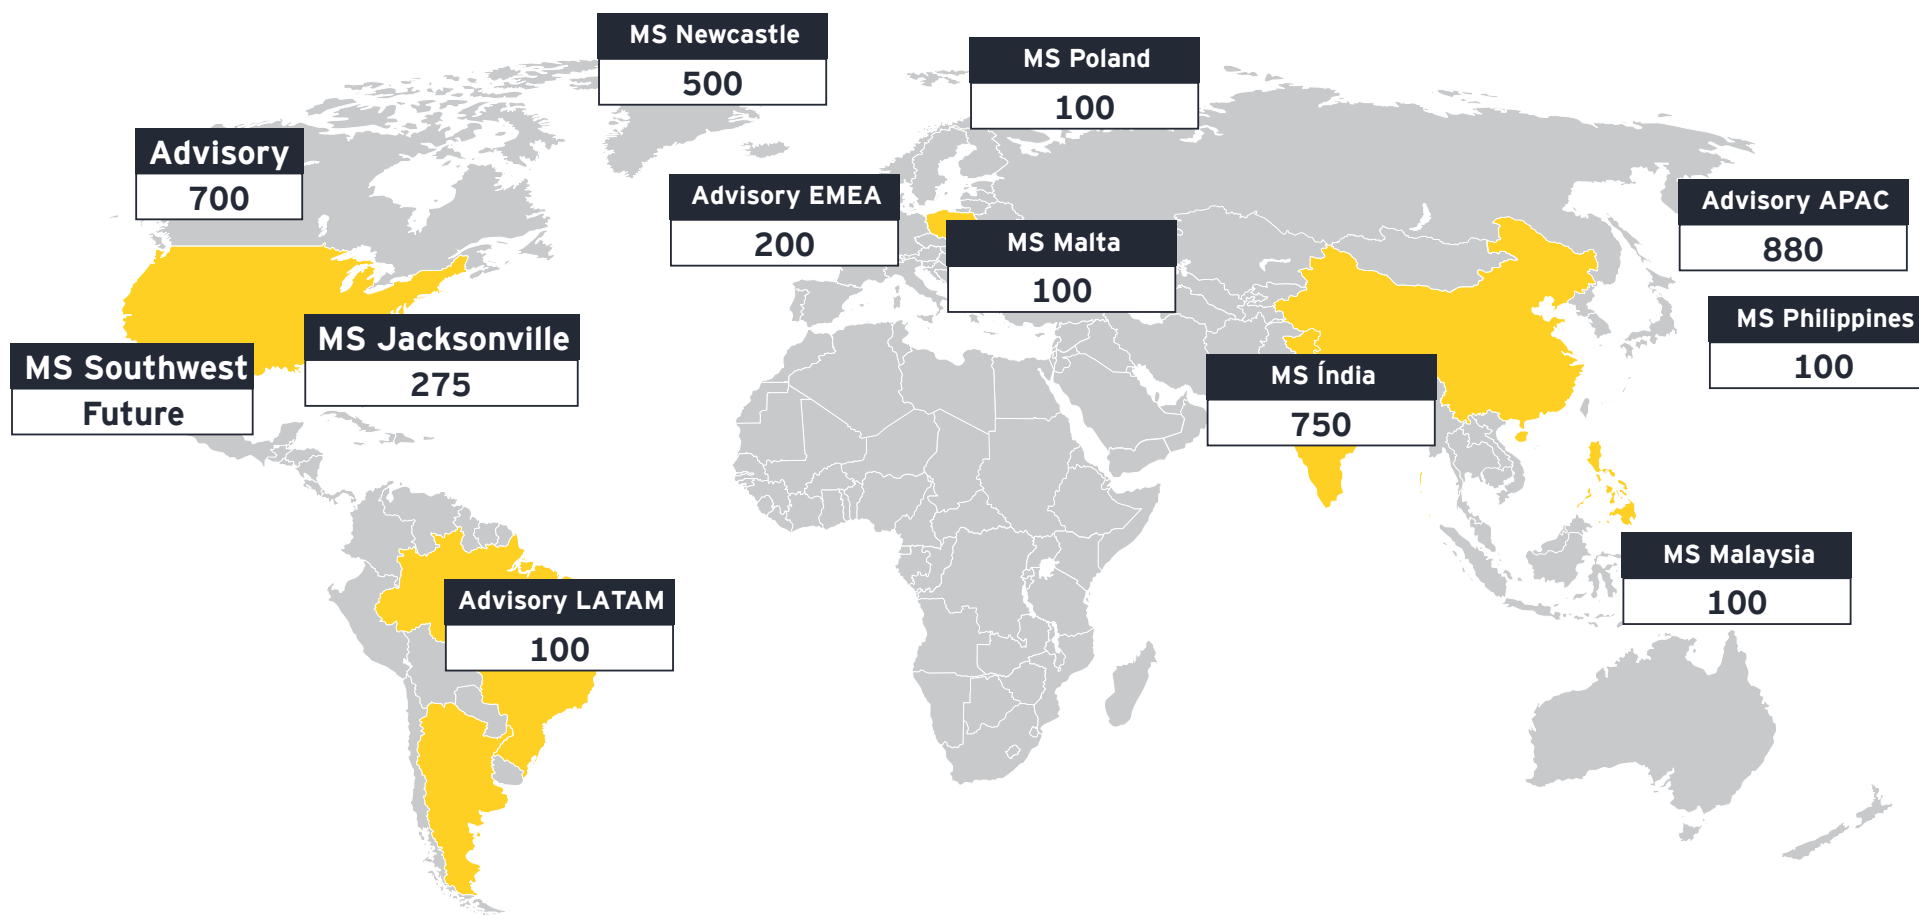 MS Newcastle
500
MS Poland
100
Advisory
700
Advisory EMEA
200
Advisory APAC
880
MS Malta
100
MS Philippines
100
MS Jacksonville
275
MS Southwest
Future
MS Índia
750
MS Malaysia
100
Advisory LATAM
100